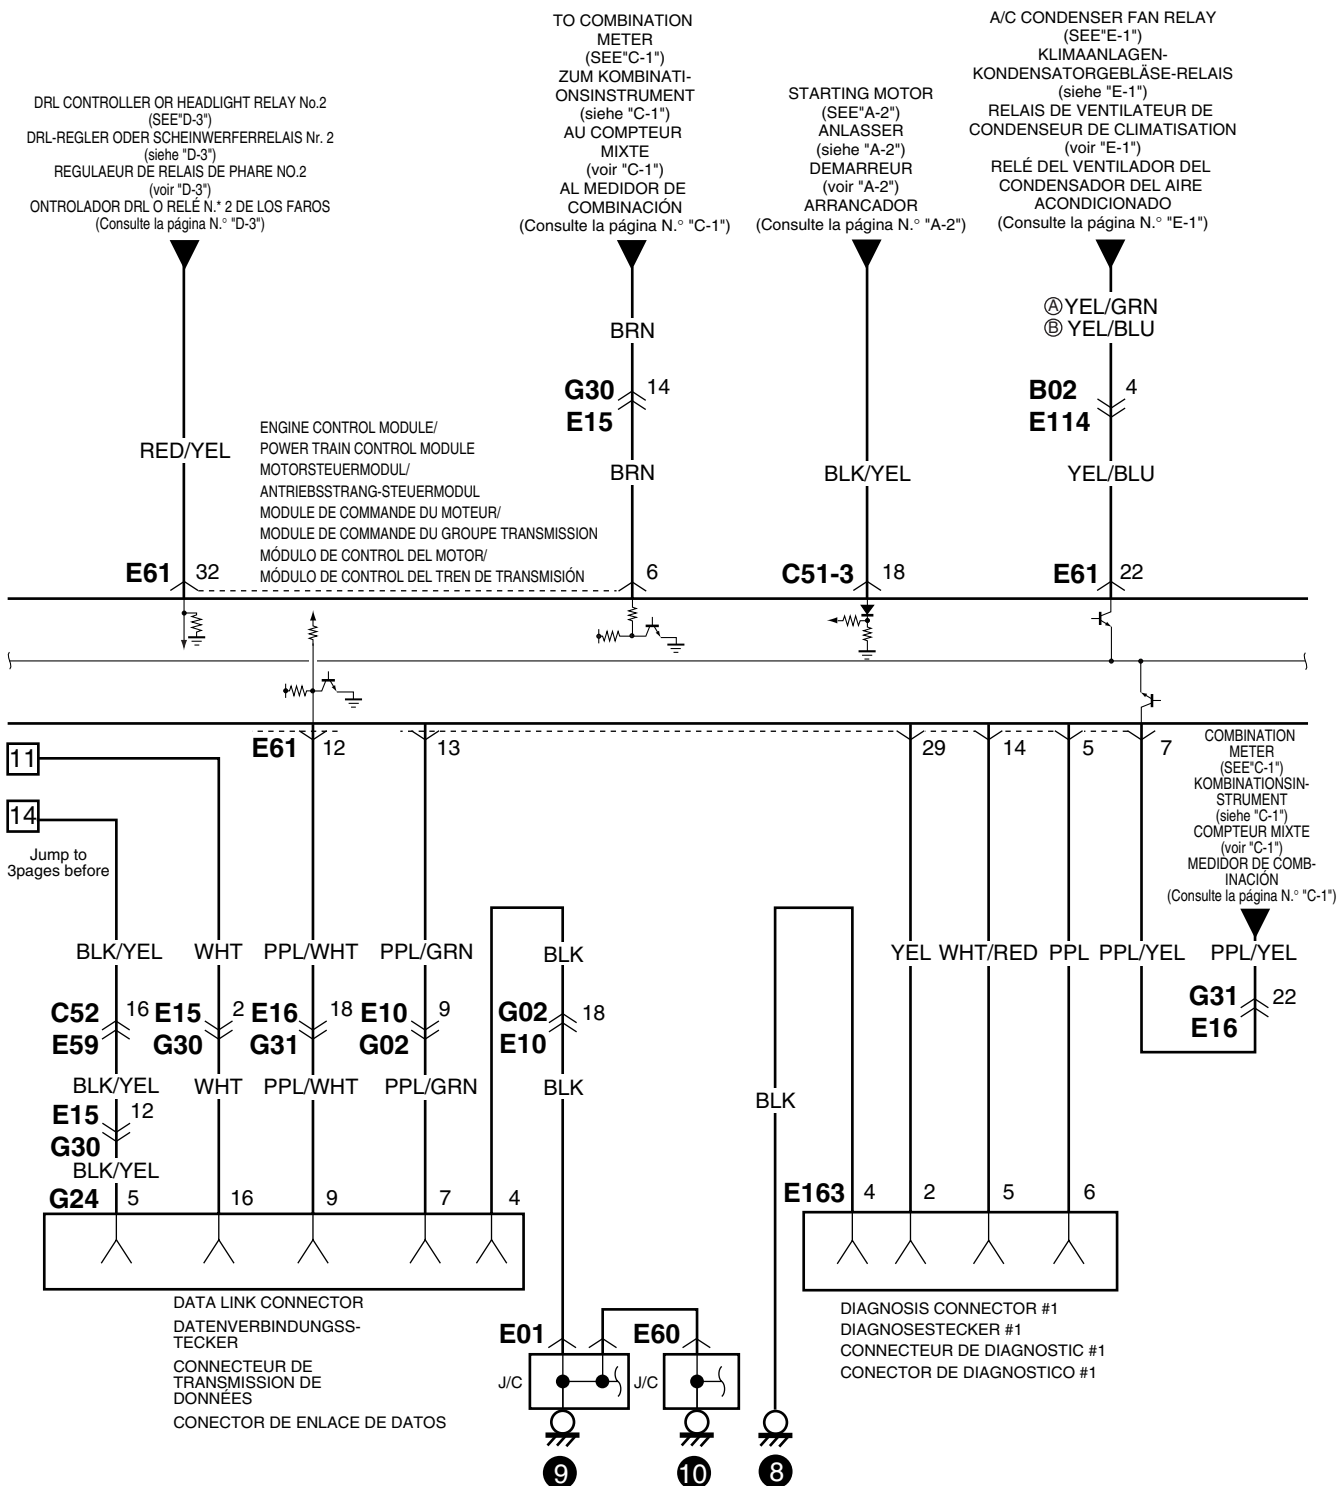 TO COMBINATION
METER
(SEE"C-1")
ZUM KOMBINATI-
ONSINSTRUMENT
(siehe "C-1")
AU COMPTEUR
MIXTE
(voir "C-1")
AL MEDIDOR DE
COMBINACIÓN
(Consulte la página N.° "C-1")
A/C CONDENSER FAN RELAY
(SEE"E-1")
KLIMAANLAGEN-
KONDENSATORGEBLÄSE-RELAIS
(siehe "E-1")
RELAIS DE VENTILATEUR DE
CONDENSEUR DE CLIMATISATION
(voir "E-1")
RELÉ DEL VENTILADOR DEL
CONDENSADOR DEL AIRE
ACONDICIONADO
(Consulte la página N.° "E-1")
DRL CONTROLLER OR HEADLIGHT RELAY No.2
(SEE"D-3")
DRL-REGLER ODER SCHEINWERFERRELAIS Nr. 2
(siehe "D-3")
REGULAEUR DE RELAIS DE PHARE NO.2
(voir "D-3")
ONTROLADOR DRL O RELÉ N.* 2 DE LOS FAROS
(Consulte la página N.° "D-3")
STARTING MOTOR
(SEE"A-2")
ANLASSER
(siehe "A-2")
DEMARREUR
(voir "A-2")
ARRANCADOR
(Consulte la página N.° "A-2")
Ⓐ YEL/GRN
Ⓑ YEL/BLU
BRN
G30 14
E15
B02 4
E114
RED/YEL
BRN
BLK/YEL
YEL/BLU
ENGINE CONTROL MODULE/
POWER TRAIN CONTROL MODULE
MOTORSTEUERMODUL/
ANTRIEBSSTRANG-STEUERMODUL
MODULE DE COMMANDE DU MOTEUR/
MODULE DE COMMANDE DU GROUPE TRANSMISSION
MÓDULO DE CONTROL DEL MOTOR/
MÓDULO DE CONTROL DEL TREN DE TRANSMISIÓN
E61 32
6
C51-3 18
E61 22
E61 12
13
29
14
5
7
11
14
Jump to
3pages before
COMBINATION
METER
(SEE"C-1")
KOMBINATIONSIN-
STRUMENT
(siehe "C-1")
COMPTEUR MIXTE
(voir "C-1")
MEDIDOR DE COMB-
INACIÓN
(Consulte la página N.° "C-1")
BLK/YEL WHT PPL/WHT PPL/GRN BLK YEL WHT/RED PPL PPL/YEL PPL/YEL
C52 16 E15 2 E16 18 E10 9 G02 18 G31 22
E59 G30 G31 G02 E10 E16
BLK/YEL WHT PPL/WHT PPL/GRN BLK BLK
E15 12
G30
BLK/YEL
G24 5 16 9 7 4
E163 4 2 5 6
DATA LINK CONNECTOR
DATENVERBINDUNGSS-
TECKER
CONNECTEUR DE
TRANSMISSION DE
DONNÉES
CONECTOR DE ENLACE DE DATOS
DIAGNOSIS CONNECTOR #1
DIAGNOSESTECKER #1
CONNECTEUR DE DIAGNOSTIC #1
CONECTOR DE DIAGNOSTICO #1
E01 E60
J/C J/C
9 10 8